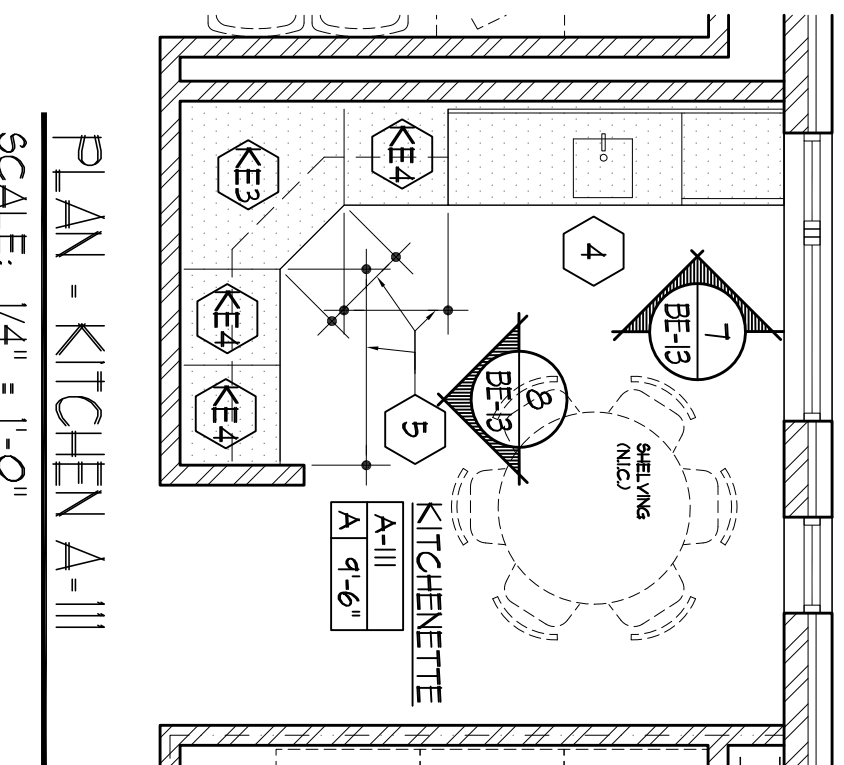 7
BE-13
SHELVING
(N.I.C.)
4
8
BE-13
KITCHENETTE
5
KE4
A-111
A 9'-6"
KE3
KE4
KE4
PLAN - KITCHEN A-111
SCALE: 1/4" = 1'-0"